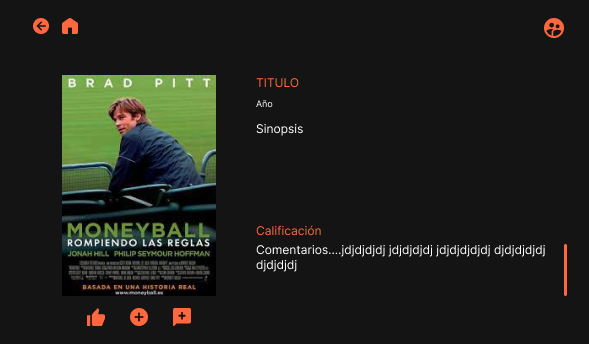 BRAD PITT
MONEYBALL
ROMPIENDO LAS REGLAS
JONAH HILL PHILIP SEYMOUR HOFFMAN
BASADA EN UNA HISTORIA REAL
www.moneyball.es
TITULO
Año
Sinopsis
Calificación
Comentarios....jdjdjdjdj jdjdjdjdj jdjdjdjdjdj djdjdjdjdj
djdjdjdj